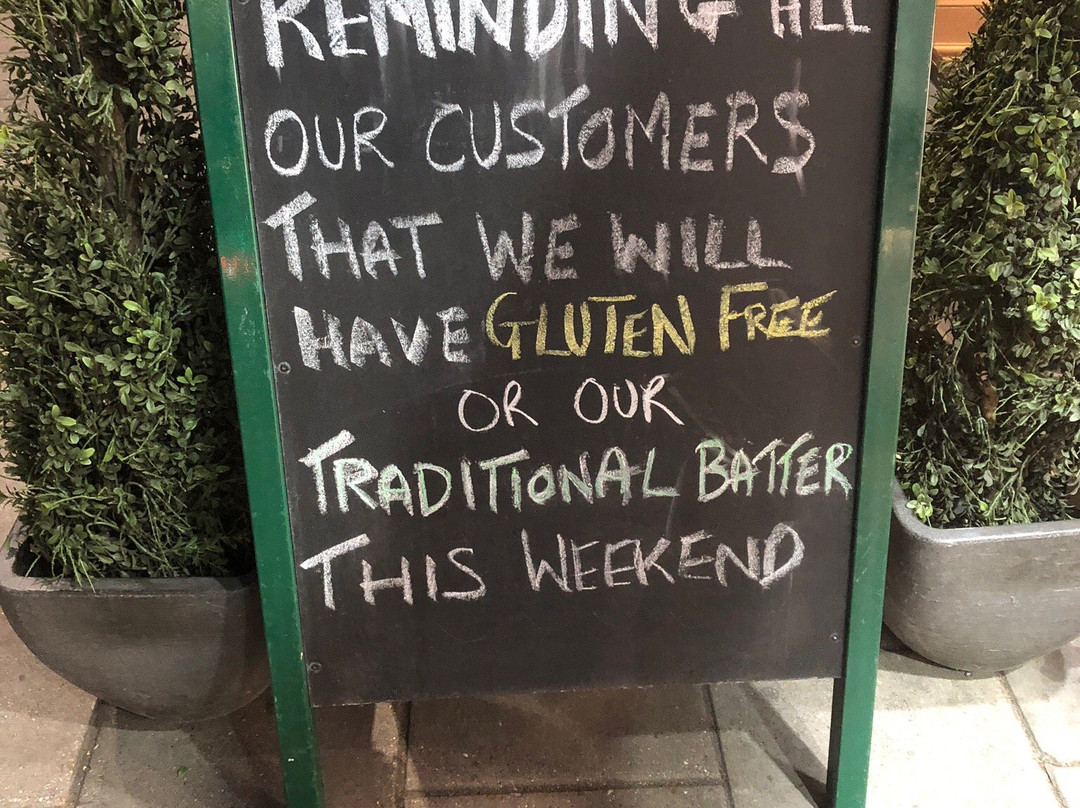 REMINDING ALL
OUR CUSTOMERS
THAT WE WILL
HAVE GLUTEN FREE
OR OUR
TRADITIONAL BATTER
THIS WEEKEND